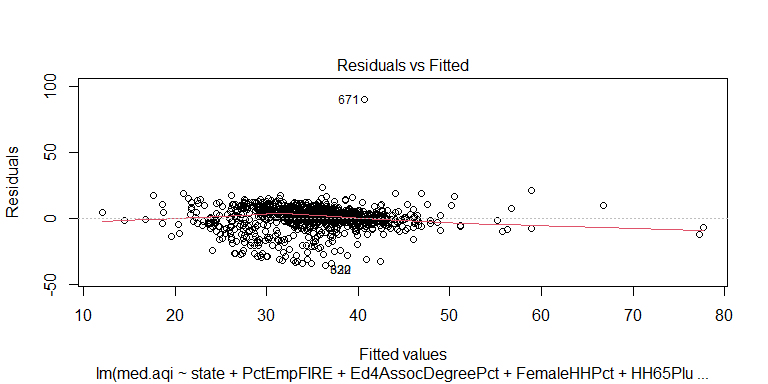 Residuals vs Fitted
Residuals
100
50
0
-50
671
10 20 30 40 50 60 70 80
Fitted values
lm(med.aqi ~ state + PctEmpFIRE + Ed4AssocDegreePct + FemaleHHPct + HH65Plu ...